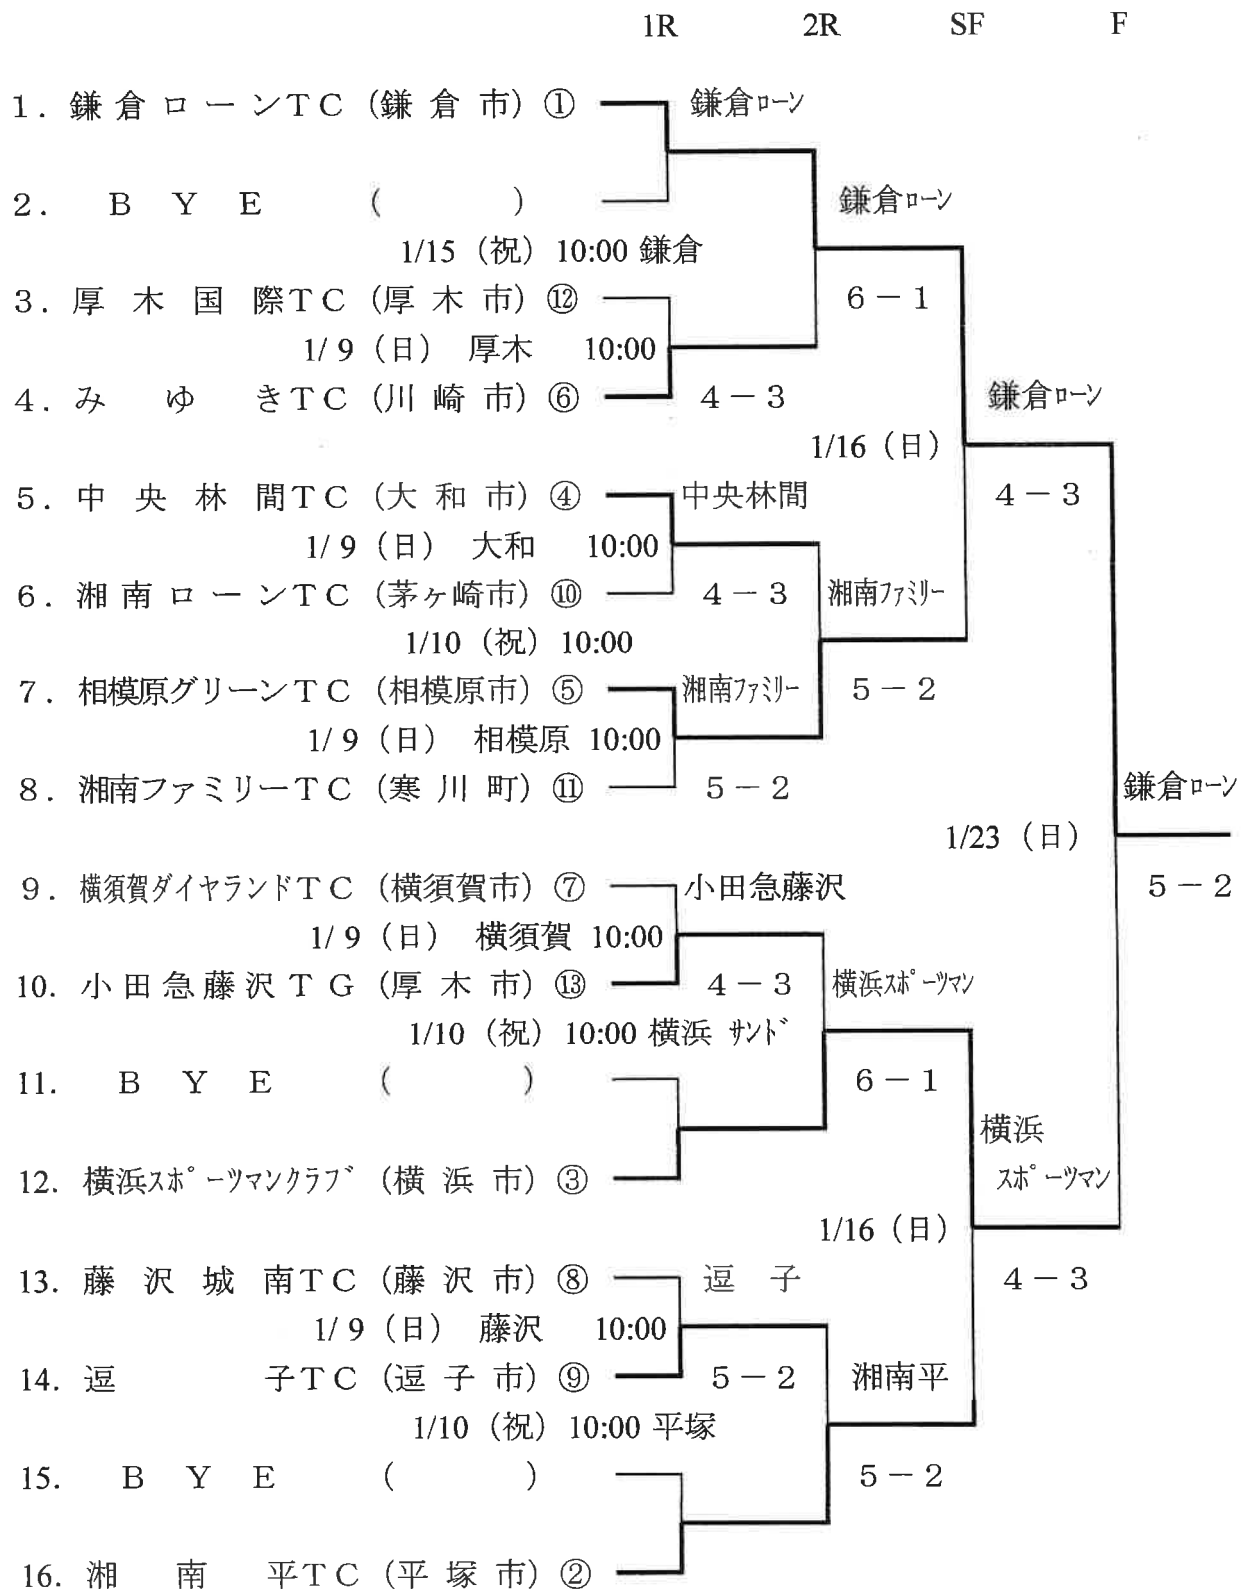 1R 2R SF F
1. 鎌倉ローンTC (鎌倉市) ① 鎌倉ローン
2. BYE ( ) 鎌倉ローン
1/15 (祝) 10:00 鎌倉
3. 厚木国際TC (厚木市) ⑫ 6－1
1/9 (日) 厚木 10:00
4. みゆきTC (川崎市) ⑥ 4－3 鎌倉ローン
1/16 (日)
5. 中央林間TC (大和市) ④ 中央林間 4－3
1/9 (日) 大和 10:00
6. 湘南ローンTC (茅ヶ崎市) ⑩ 4－3 湘南ファミリー
1/10 (祝) 10:00
7. 相模原グリーンTC (相模原市) ⑤ 湘南ファミリー 5－2
1/9 (日) 相模原 10:00
8. 湘南ファミリーTC (寒川町) ⑪ 5－2 鎌倉ローン
1/23 (日)
9. 横須賀ダイヤランドTC (横須賀市) ⑦ 小田急藤沢 5－2
1/9 (日) 横須賀 10:00
10. 小田急藤沢TG (厚木市) ⑬ 4－3 横浜スポーツマン
1/10 (祝) 10:00 横浜 サンド
11. BYE ( ) 6－1
横浜
12. 横浜スポーツマンクラブ (横浜市) ③ スポーツマン
1/16 (日)
13. 藤沢城南TC (藤沢市) ⑧ 逗子 4－3
1/9 (日) 藤沢 10:00
14. 逗子TC (逗子市) ⑨ 5－2 湘南平
1/10 (祝) 10:00 平塚
15. BYE ( ) 5－2
16. 湘南平TC (平塚市) ②